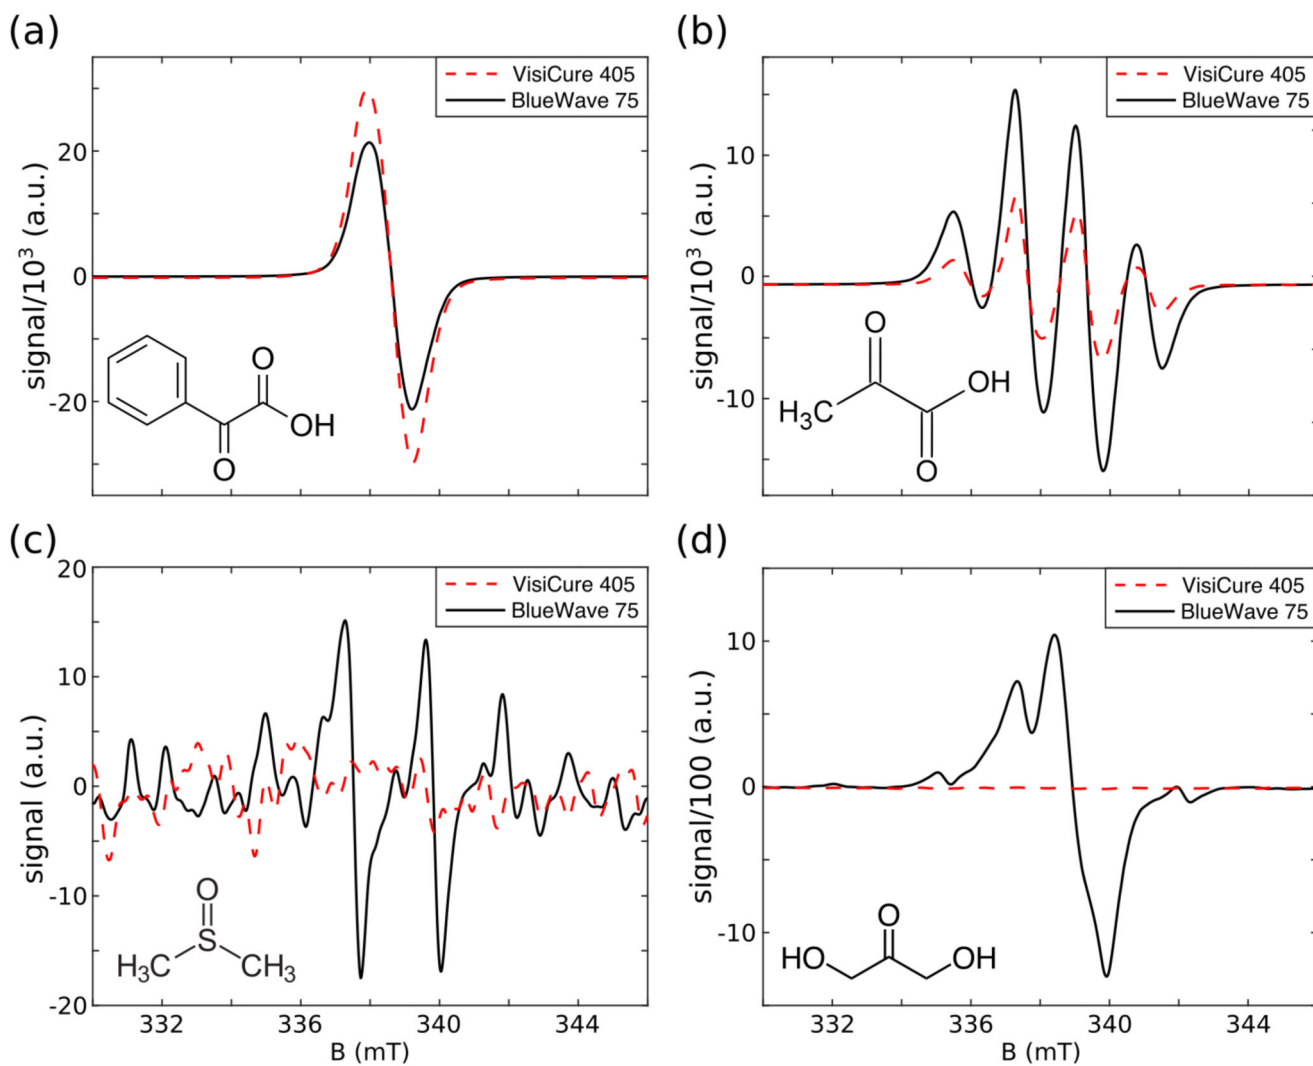 (a)
VisiCure 405
BlueWave 75
20
0
-20
signal/10³ (a.u.)
O
OH
O
(b)
VisiCure 405
BlueWave 75
10
0
-10
signal/10³ (a.u.)
O
OH
H₃C
O
(c)
VisiCure 405
BlueWave 75
20
10
0
-10
-20
signal (a.u.)
O
S
H₃C CH₃
332 336 340 344
B (mT)
(d)
VisiCure 405
BlueWave 75
10
0
-10
signal/100 (a.u.)
O
HO OH
332 336 340 344
B (mT)